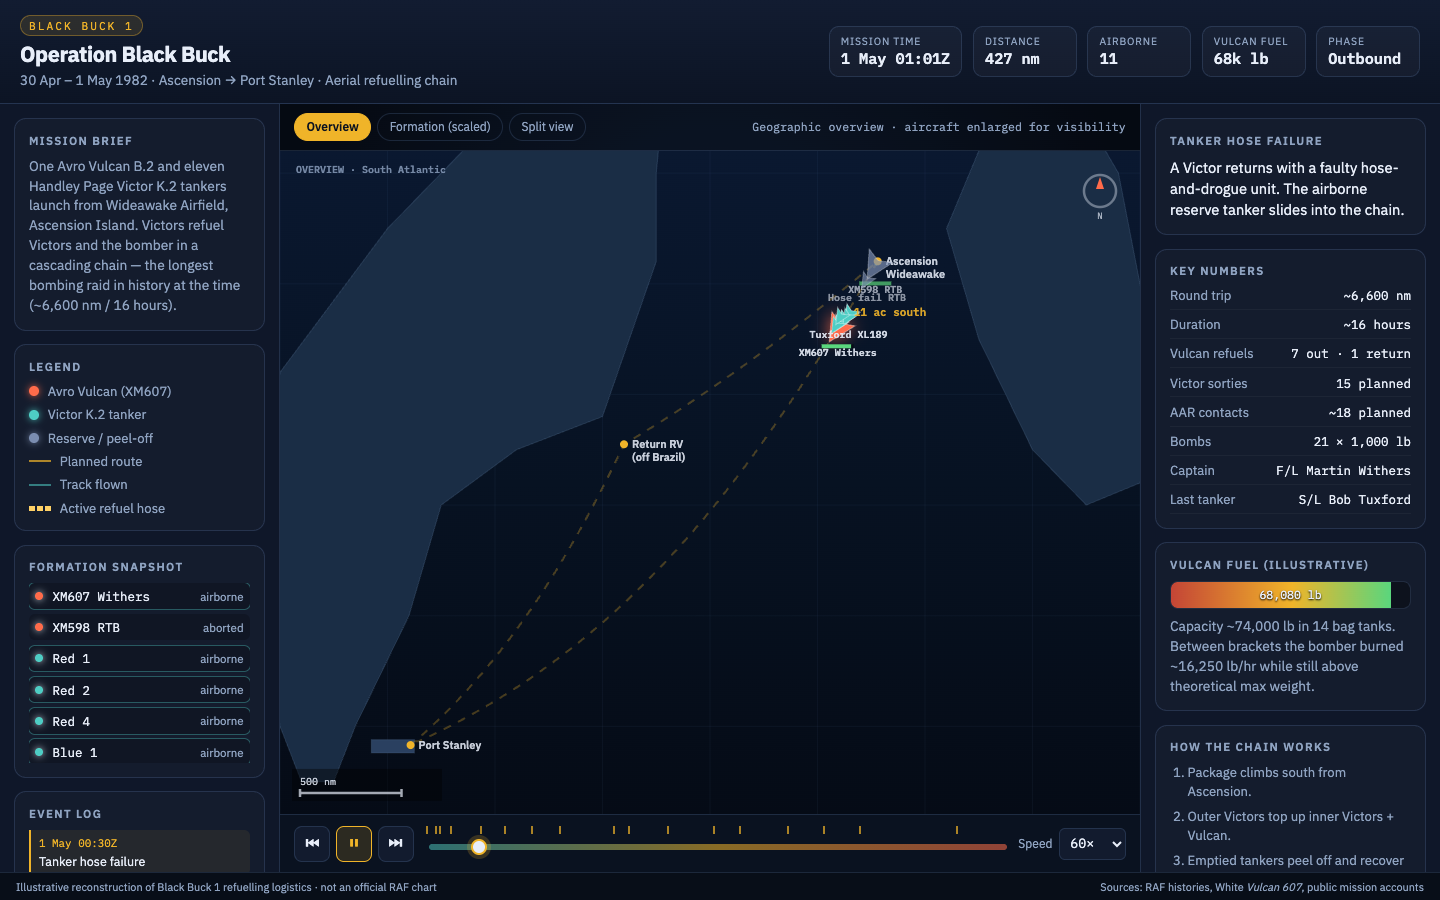 BLACK BUCK 1
Operation Black Buck
30 Apr – 1 May 1982 · Ascension → Port Stanley · Aerial refuelling chain
MISSION TIME
1 May 01:01Z
DISTANCE
427 nm
AIRBORNE
11
VULCAN FUEL
68k lb
PHASE
Outbound
MISSION BRIEF
One Avro Vulcan B.2 and eleven
Handley Page Victor K.2 tankers
launch from Wideawake Airfield,
Ascension Island. Victors refuel
Victors and the bomber in a
cascading chain — the longest
bombing raid in history at the time
(~6,600 nm / 16 hours).
LEGEND
Avro Vulcan (XM607)
Victor K.2 tanker
Reserve / peel-off
Planned route
Track flown
Active refuel hose
FORMATION SNAPSHOT
XM607 Withers airborne
XM598 RTB aborted
Red 1 airborne
Red 2 airborne
Red 4 airborne
Blue 1 airborne
EVENT LOG
1 May 00:30Z
Tanker hose failure
Overview
Formation (scaled)
Split view
Geographic overview · aircraft enlarged for visibility
OVERVIEW · South Atlantic
N
Ascension
Wideawake
XM598 RTB
Hose fail RTB
11 ac south
Tuxford XL189
XM607 Withers
Return RV
(off Brazil)
Port Stanley
500 nm
Speed
60×
TANKER HOSE FAILURE
A Victor returns with a faulty hose-
and-drogue unit. The airborne
reserve tanker slides into the chain.
KEY NUMBERS
Round trip ~6,600 nm
Duration ~16 hours
Vulcan refuels 7 out · 1 return
Victor sorties 15 planned
AAR contacts ~18 planned
Bombs 21 × 1,000 lb
Captain F/L Martin Withers
Last tanker S/L Bob Tuxford
VULCAN FUEL (ILLUSTRATIVE)
68,080 lb
Capacity ~74,000 lb in 14 bag tanks.
Between brackets the bomber burned
~16,250 lb/hr while still above
theoretical max weight.
HOW THE CHAIN WORKS
1. Package climbs south from
Ascension.
2. Outer Victors top up inner Victors +
Vulcan.
3. Emptied tankers peel off and recover
Illustrative reconstruction of Black Buck 1 refuelling logistics · not an official RAF chart
Sources: RAF histories, White Vulcan 607, public mission accounts